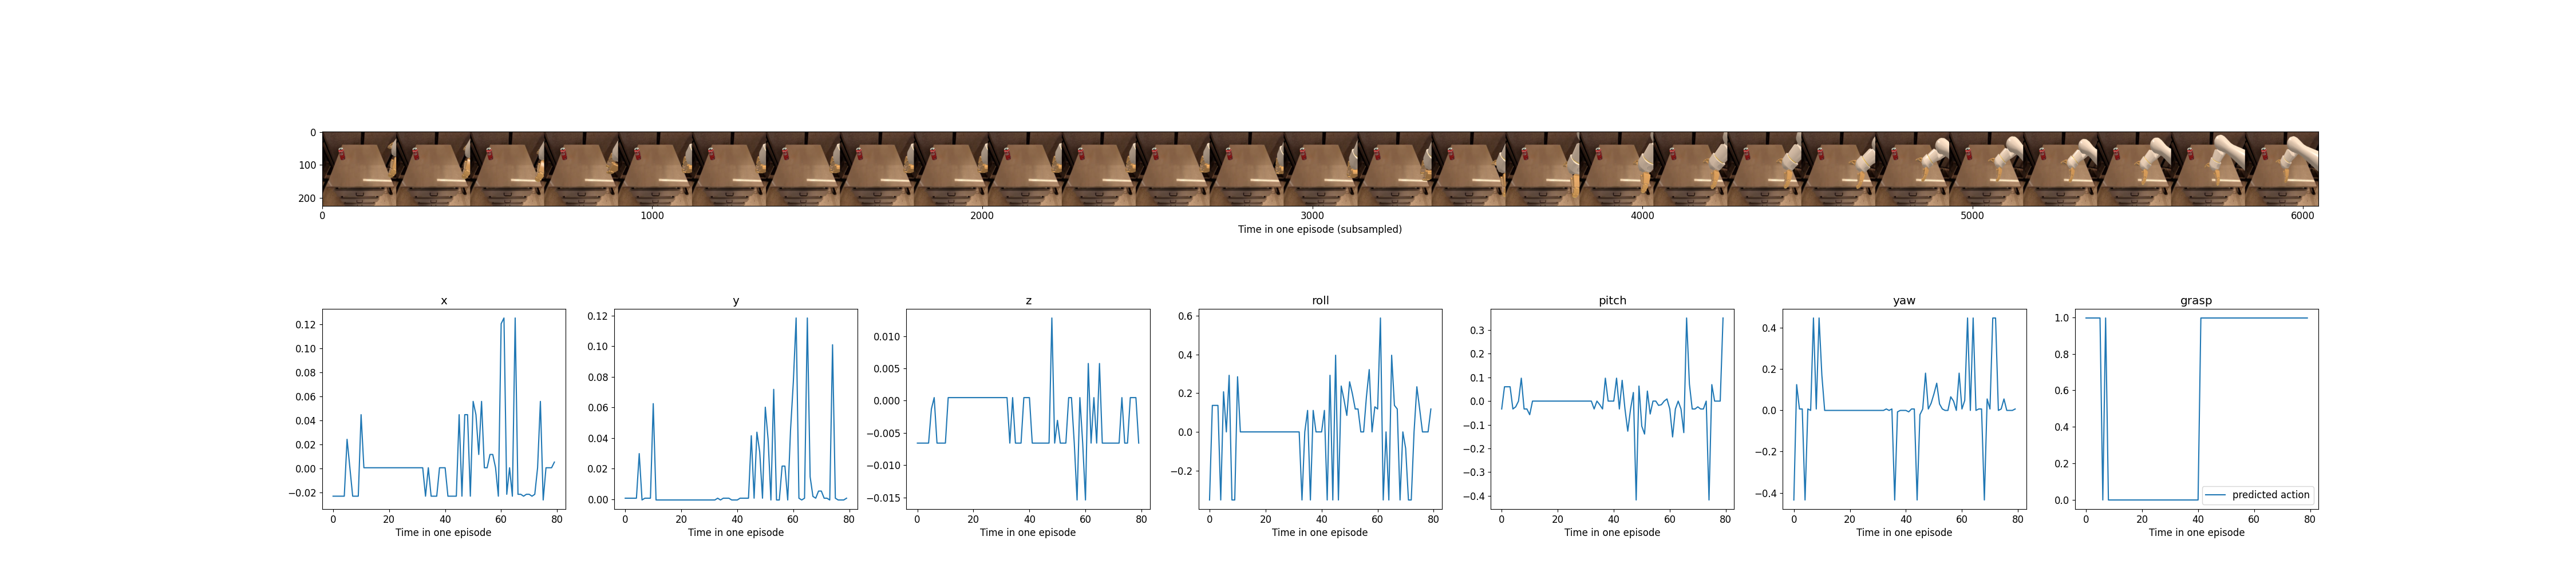 0
100
200
0 1000 2000 3000 4000 5000 6000
Time in one episode (subsampled)
x y z roll pitch yaw grasp
0.12
0.10
0.08
0.06
0.04
0.02
0.00
−0.02
0 20 40 60 80
Time in one episode
0.12
0.10
0.08
0.06
0.04
0.02
0.00
0 20 40 60 80
Time in one episode
0.010
0.005
0.000
−0.005
−0.010
−0.015
0 20 40 60 80
Time in one episode
0.6
0.4
0.2
0.0
−0.2
0 20 40 60 80
Time in one episode
0.3
0.2
0.1
0.0
−0.1
−0.2
−0.3
−0.4
0 20 40 60 80
Time in one episode
0.4
0.2
0.0
−0.2
−0.4
0 20 40 60 80
Time in one episode
1.0
0.8
0.6
0.4
0.2
0.0
predicted action
0 20 40 60 80
Time in one episode